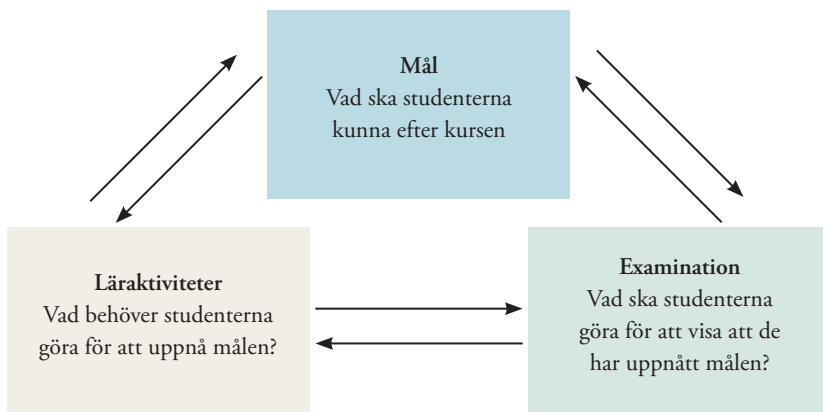 Mål
Vad ska studenterna
kunna efter kursen
Läraktiviteter
Vad behöver studenterna
göra för att uppnå målen?
Examination
Vad ska studenterna
göra för att visa att de
har uppnått målen?